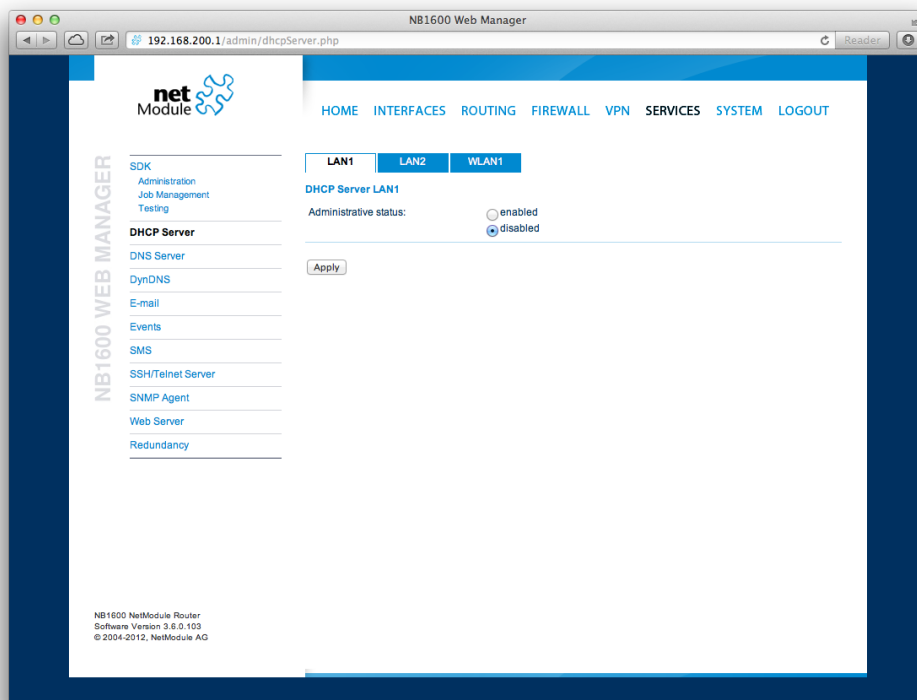 NB1600 Web Manager
192.168.200.1/admin/dhcpServer.php
Reader
net
Module
HOME INTERFACES ROUTING FIREWALL VPN SERVICES SYSTEM LOGOUT
NB1600 WEB MANAGER
SDK
Administration
Job Management
Testing
DHCP Server
DNS Server
DynDNS
E-mail
Events
SMS
SSH/Telnet Server
SNMP Agent
Web Server
Redundancy
LAN1 LAN2 WLAN1
DHCP Server LAN1
Administrative status: enabled
disabled
Apply
NB1600 NetModule Router
Software Version 3.6.0.103
© 2004-2012, NetModule AG